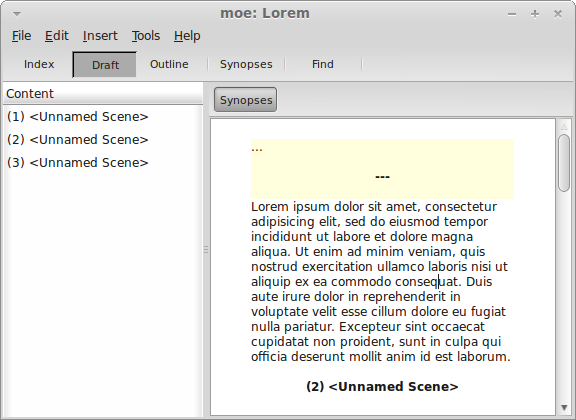 moe: Lorem
File Edit Insert Tools Help
Index Draft Outline Synopses Find
Content
(1) <Unnamed Scene>
(2) <Unnamed Scene>
(3) <Unnamed Scene>
Synopses
...
---
Lorem ipsum dolor sit amet, consectetur
adipisicing elit, sed do eiusmod tempor
incididunt ut labore et dolore magna
aliqua. Ut enim ad minim veniam, quis
nostrud exercitation ullamco laboris nisi ut
aliquip ex ea commodo consequat. Duis
aute irure dolor in reprehenderit in
voluptate velit esse cillum dolore eu fugiat
nulla pariatur. Excepteur sint occaecat
cupidatat non proident, sunt in culpa qui
officia deserunt mollit anim id est laborum.
(2) <Unnamed Scene>